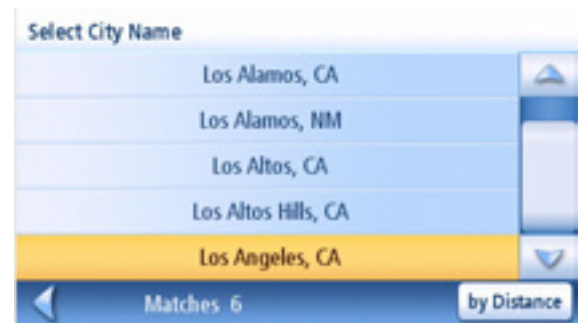 Select City Name
Los Alamos, CA
Los Alamos, NM
Los Altos, CA
Los Altos Hills, CA
Los Angeles, CA
Matches 6
by Distance